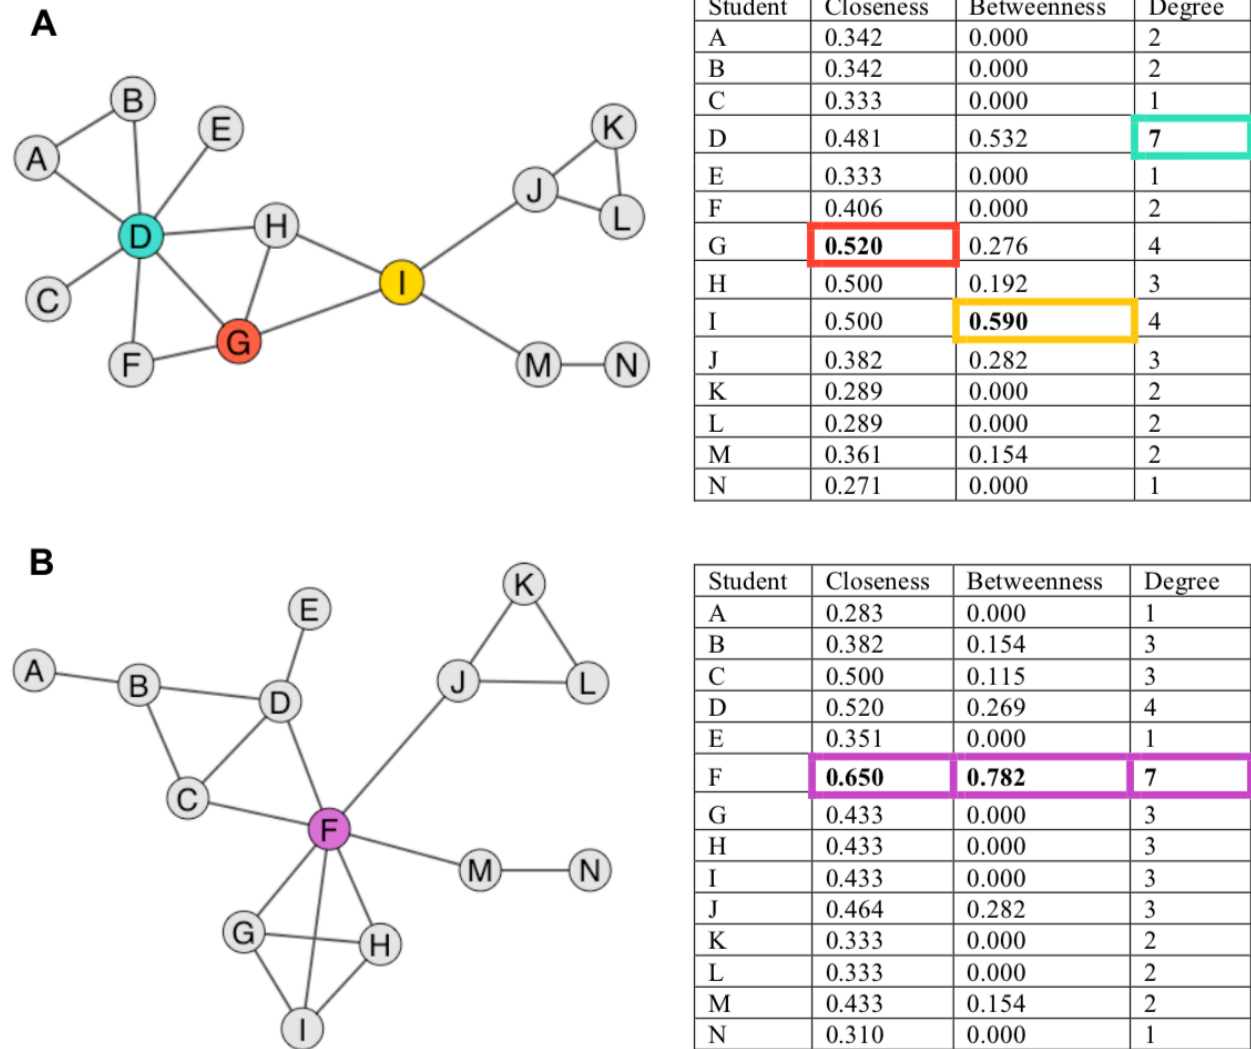 A
B
E
A
K
J
L
H
D
I
C
G
F
M
N
Student Closeness Betweenness Degree
A 0.342 0.000 2
B 0.342 0.000 2
C 0.333 0.000 1
D 0.481 0.532 7
E 0.333 0.000 1
F 0.406 0.000 2
G 0.520 0.276 4
H 0.500 0.192 3
I 0.500 0.590 4
J 0.382 0.282 3
K 0.289 0.000 2
L 0.289 0.000 2
M 0.361 0.154 2
N 0.271 0.000 1
B
K
E
A
B
J
L
D
C
F
M
N
G
H
I
Student Closeness Betweenness Degree
A 0.283 0.000 1
B 0.382 0.154 3
C 0.500 0.115 3
D 0.520 0.269 4
E 0.351 0.000 1
F 0.650 0.782 7
G 0.433 0.000 3
H 0.433 0.000 3
I 0.433 0.000 3
J 0.464 0.282 3
K 0.333 0.000 2
L 0.333 0.000 2
M 0.433 0.154 2
N 0.310 0.000 1